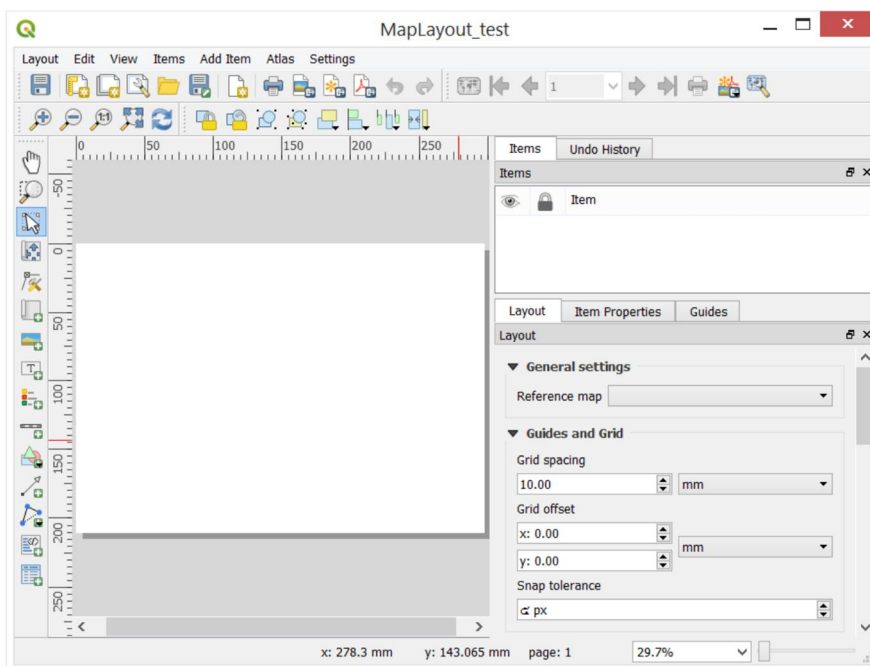 MapLayout_test
Layout Edit View Items Add Item Atlas Settings
1
0 50 100 150 200 250
-50
0
50
100
150
200
250
Items Undo History
Items
Item
Layout Item Properties Guides
Layout
General settings
Reference map
Guides and Grid
Grid spacing
10.00 mm
Grid offset
x: 0.00
mm
y: 0.00
Snap tolerance
px
x: 278.3 mm y: 143.065 mm page: 1 29.7%